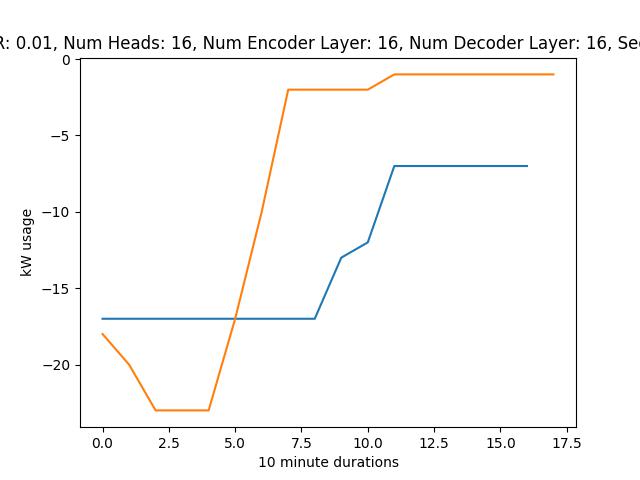 : 0.01, Num Heads: 16, Num Encoder Layer: 16, Num Decoder Layer: 16,
0
−5
−10
−15
−20
kW usage
0.0 2.5 5.0 7.5 10.0 12.5 15.0 17.5
10 minute durations